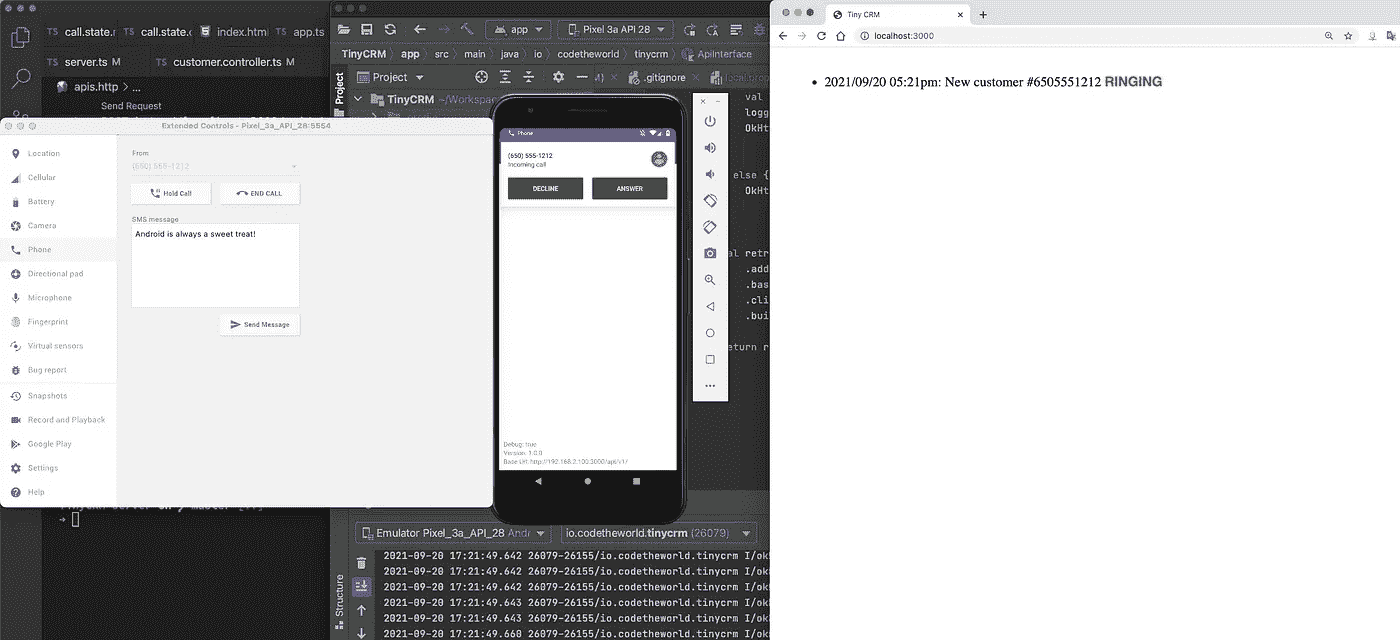 TS call.state.
TS call.state.
index.htm
TS app.ts
TS server.ts M
TS customer.controller.ts M
apis.http > ...
Send Request
app
Pixel 3a API 28
TinyCRM
app
src
main
java
io
codetheworld
tinycrm
ApiInterface
Project
Project
.gitignore
TinyCRM ~/Workspa
val
logg
OkHt
else {
OkHt
al retr
.add
.bas
.cli
.bui
eturn r
Extended Controls - Pixel_3a_API_28:5554
Location
Cellular
Battery
Camera
Phone
Directional pad
Microphone
Fingerprint
Virtual sensors
Bug report
Snapshots
Record and Playback
Google Play
Settings
Help
From
(650) 555-1212
Hold Call
END CALL
SMS message
Android is always a sweet treat!
Send Message
Phone
(650) 555-1212
Incoming call
DECLINE
ANSWER
Debug: true
Version: 1.0.0
Base Url: http://192.168.2.100:3000/api/v1/
Structure
Emulator Pixel_3a_API_28 Andr
io.codetheworld.tinycrm (26079)
2021-09-20 17:21:49.642 26079-26155/io.codetheworld.tinycrm I/ok
2021-09-20 17:21:49.642 26079-26155/io.codetheworld.tinycrm I/ok
2021-09-20 17:21:49.642 26079-26155/io.codetheworld.tinycrm I/ok
2021-09-20 17:21:49.643 26079-26155/io.codetheworld.tinycrm I/ok
2021-09-20 17:21:49.643 26079-26155/io.codetheworld.tinycrm I/ok
2021-09-20 17:21:49.660 26079-26155/io.codetheworld.tinycrm I/ok
Tiny CRM
localhost:3000
2021/09/20 05:21pm: New customer #6505551212 RINGING